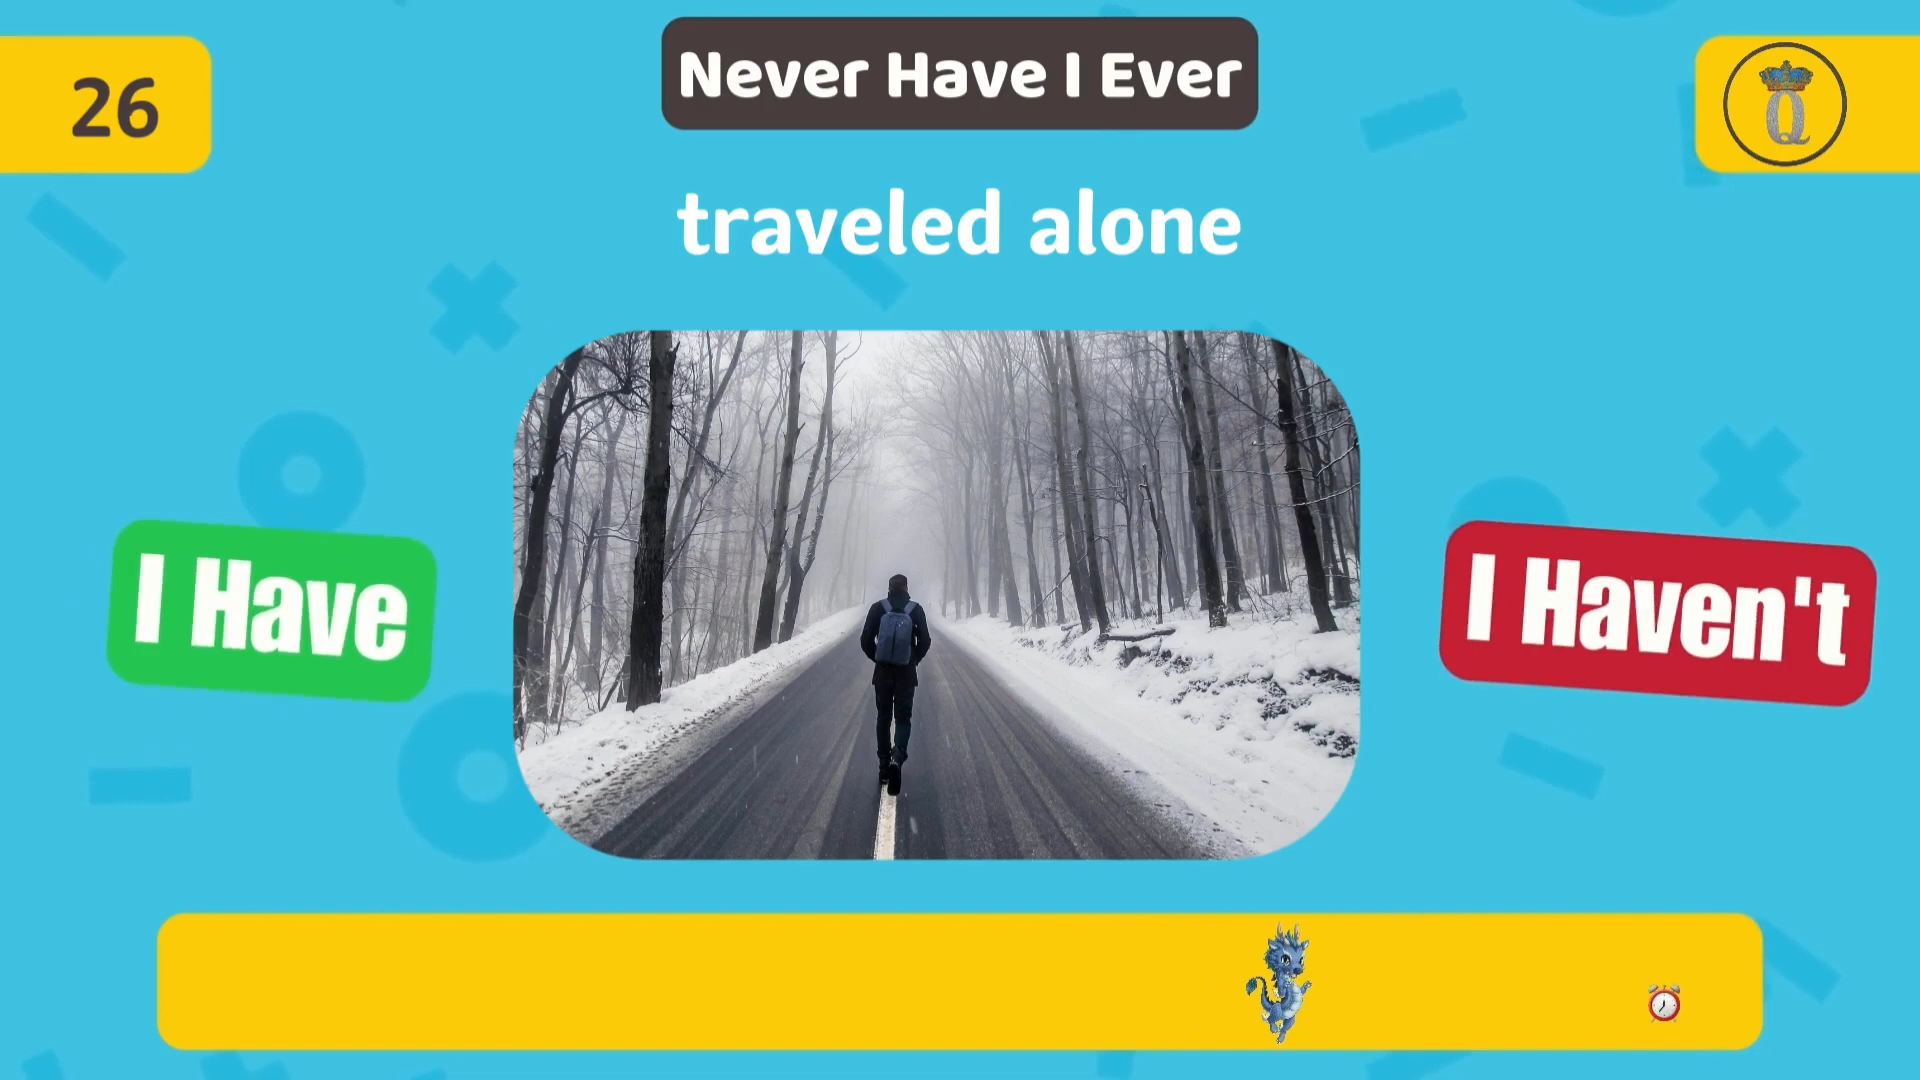 Never Have I Ever
26
Q
traveled alone
I Have
I Haven't